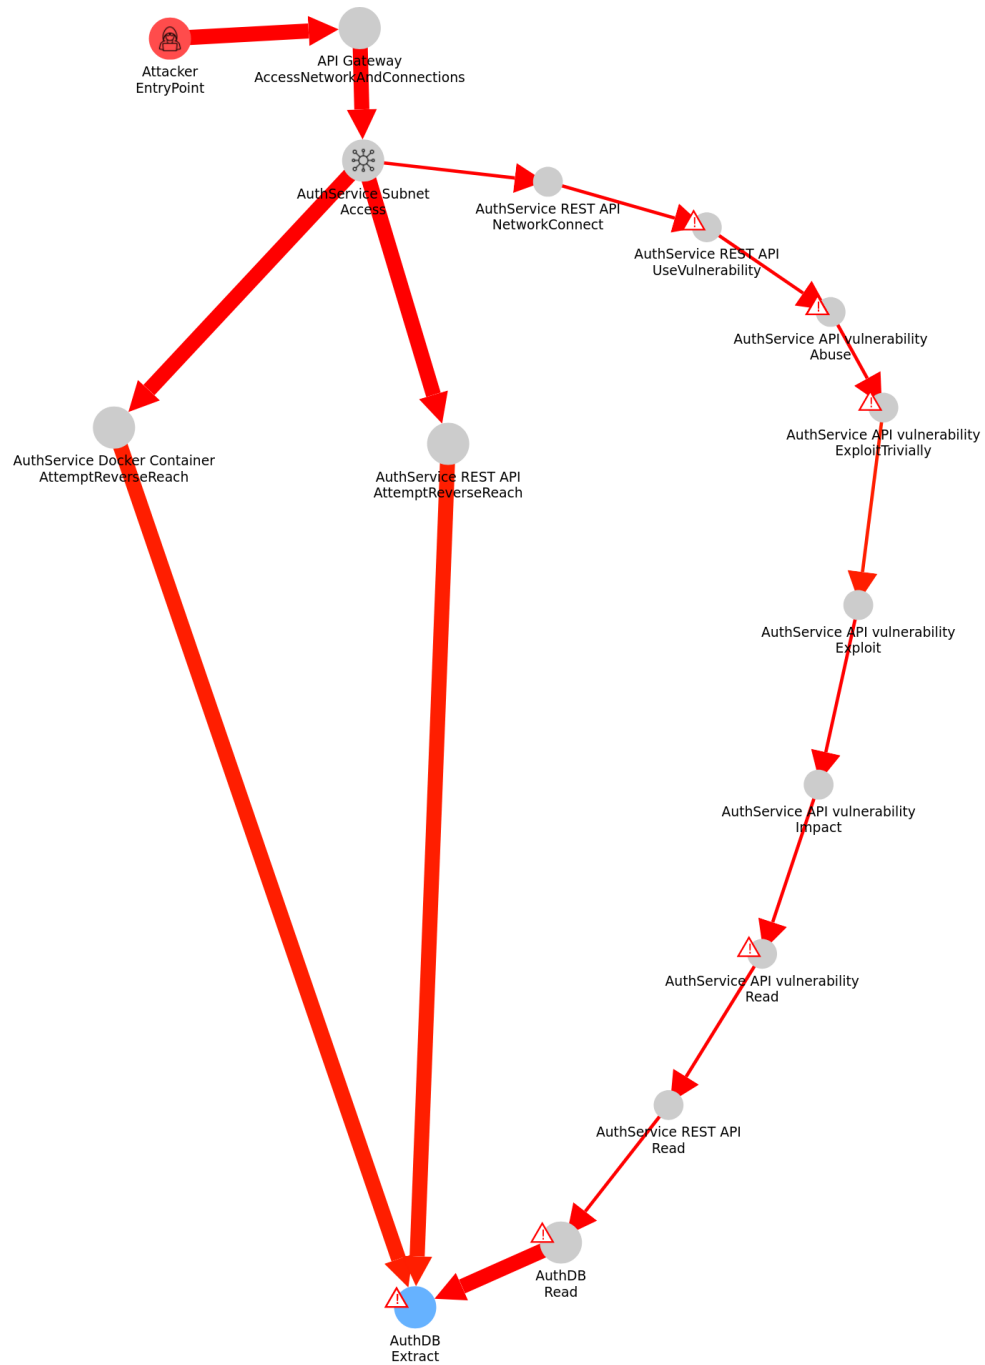 Attacker
EntryPoint
API Gateway
AccessNetworkAndConnections
AuthService Subnet
Access
AuthService REST API
NetworkConnect
AuthService REST API
UseVulnerability
AuthService API vulnerability
Abuse
AuthService API vulnerability
ExploitTrivially
AuthService Docker Container
AttemptReverseReach
AuthService REST API
AttemptReverseReach
AuthService API vulnerability
Exploit
AuthService API vulnerability
Impact
AuthService API vulnerability
Read
AuthService REST API
Read
AuthDB
Read
AuthDB
Extract